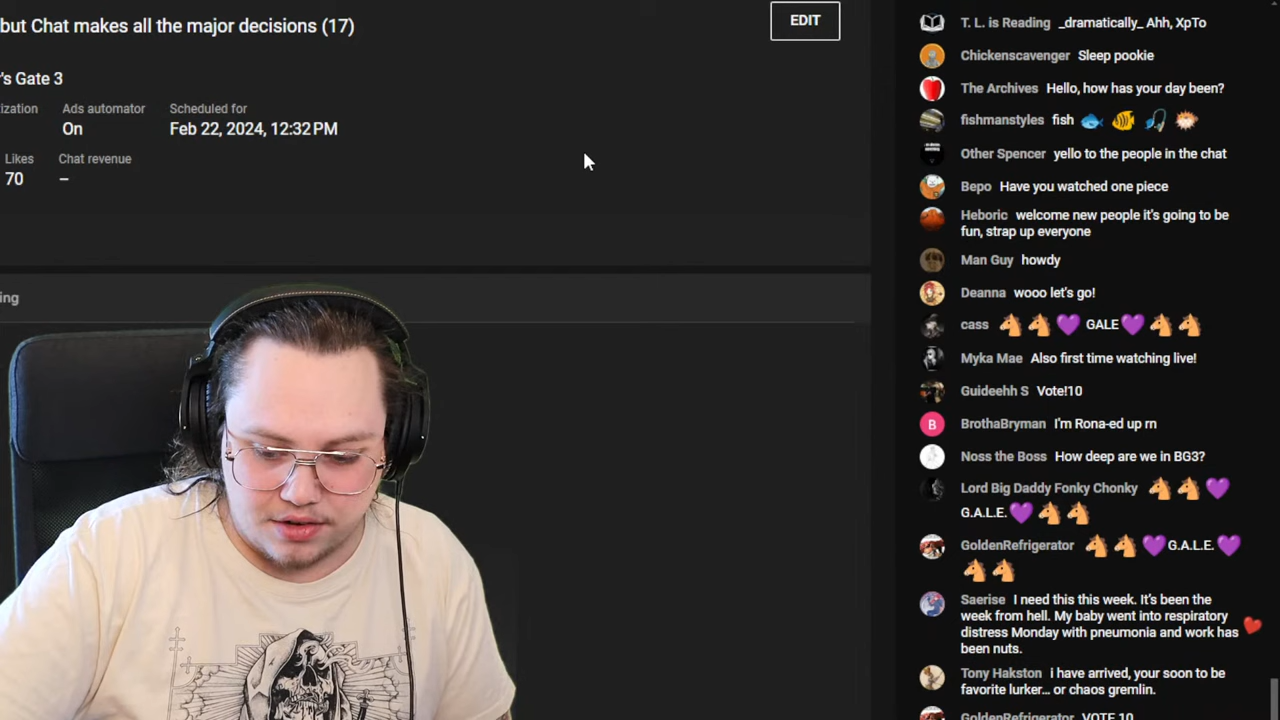 but Chat makes all the major decisions (17)
EDIT
's Gate 3
ization
Ads automator
Scheduled for
On
Feb 22, 2024, 12:32 PM
Likes
Chat revenue
70
–
ing
T. L. is Reading _dramatically_ Ahh, XpTo
Chickenscavenger Sleep pookie
The Archives Hello, how has your day been?
fishmanstyles fish 🐟 🐠 🎣 🐡
Other Spencer yello to the people in the chat
Bepo Have you watched one piece
Heboric welcome new people it's going to be
fun, strap up everyone
Man Guy howdy
Deanna wooo let's go!
cass 🐴 🐴 💜 GALE 💜 🐴 🐴
Myka Mae Also first time watching live!
Guideehh S Vote!10
B
BrothaBryman I'm Rona-ed up rn
Noss the Boss How deep are we in BG3?
Lord Big Daddy Fonky Chonky 🐴 🐴 💜
G.A.L.E. 💜 🐴 🐴
GoldenRefrigerator 🐴 🐴 💜 G.A.L.E. 💜
🐴 🐴
Saerise I need this this week. It's been the
week from hell. My baby went into respiratory
distress Monday with pneumonia and work has ❤️
been nuts.
Tony Hakston i have arrived, your soon to be
favorite lurker... or chaos gremlin.
GoldenRefrigerator VOTE 10